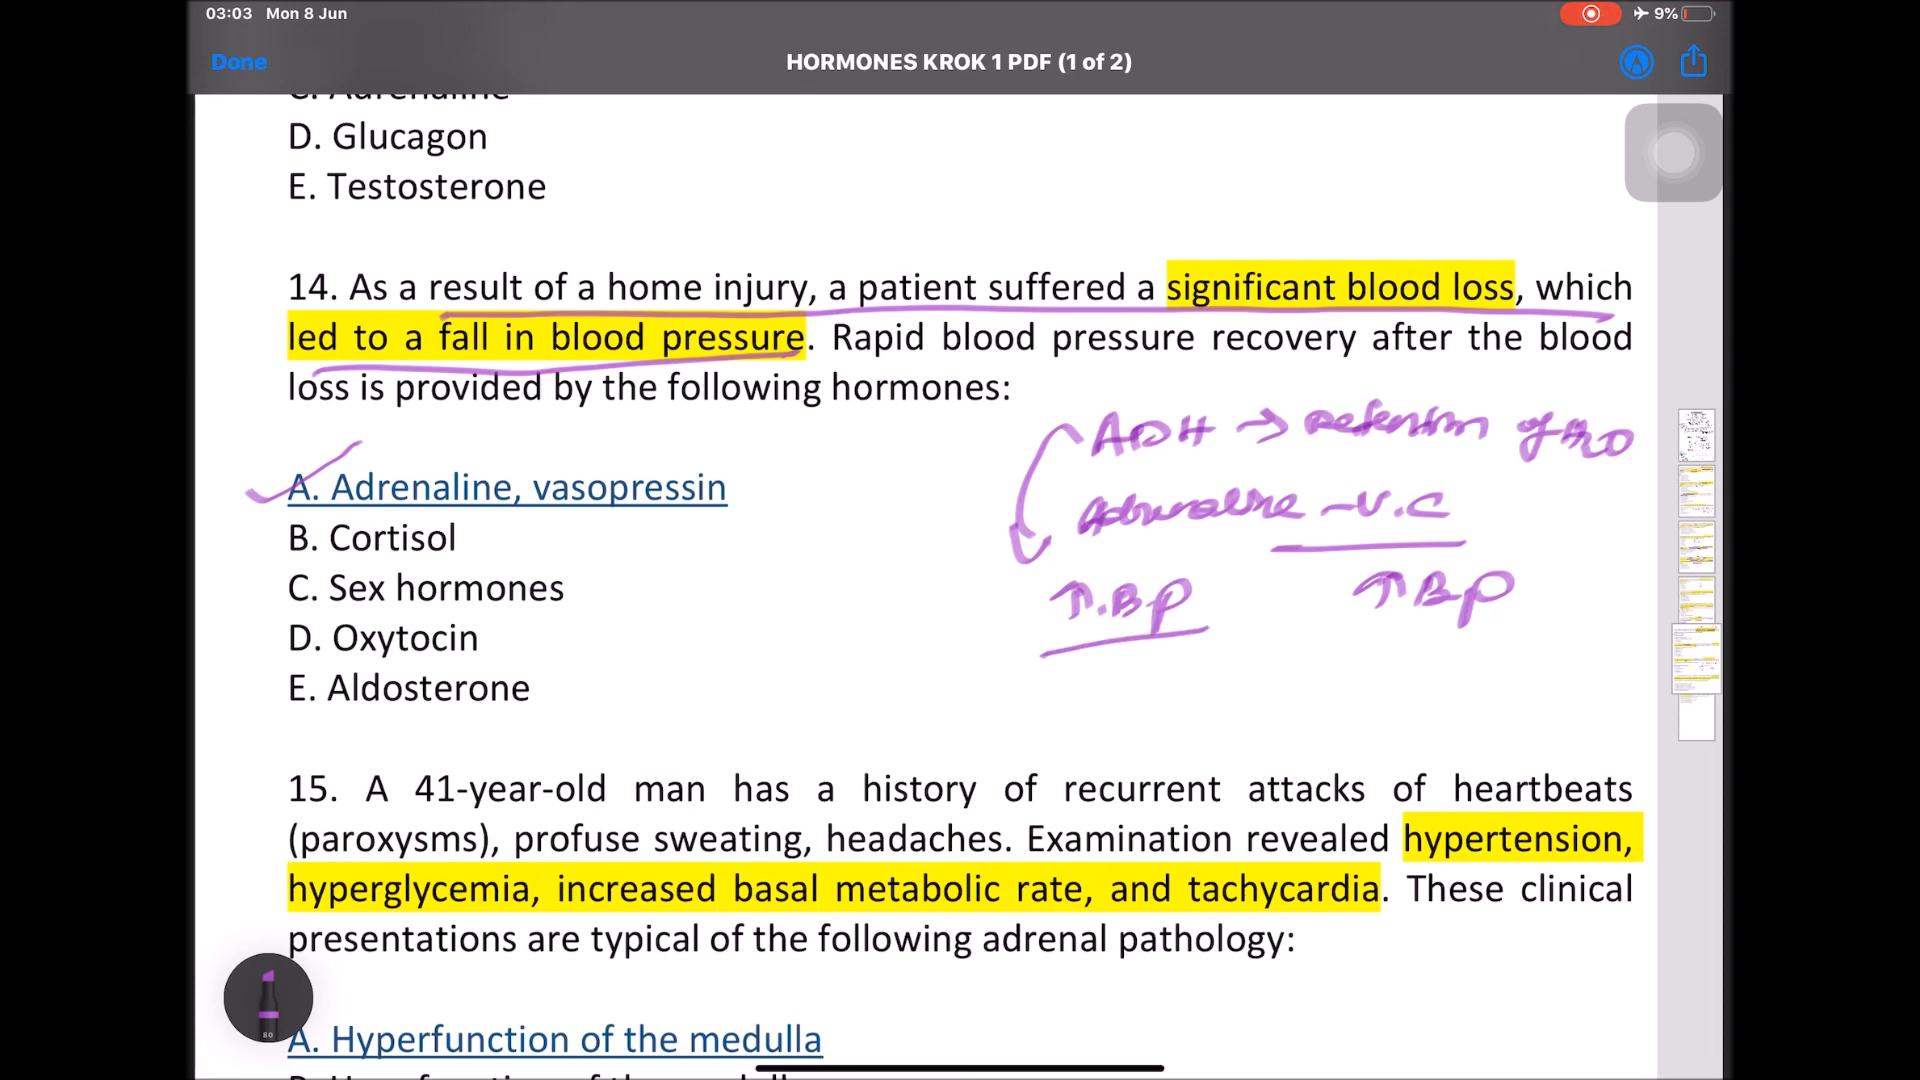 03:03 Mon 8 Jun
9%
Done
HORMONES KROK 1 PDF (1 of 2)
C. Adrenaline
D. Glucagon
E. Testosterone
14. As a result of a home injury, a patient suffered a significant blood loss, which
led to a fall in blood pressure. Rapid blood pressure recovery after the blood
loss is provided by the following hormones:
ADH → Retention of H2O
A. Adrenaline, vasopressin
Adrenaline - V.C
B. Cortisol
C. Sex hormones
↑.BP
↑BP
D. Oxytocin
E. Aldosterone
15. A 41-year-old man has a history of recurrent attacks of heartbeats
(paroxysms), profuse sweating, headaches. Examination revealed hypertension,
hyperglycemia, increased basal metabolic rate, and tachycardia. These clinical
presentations are typical of the following adrenal pathology:
80
A. Hyperfunction of the medulla